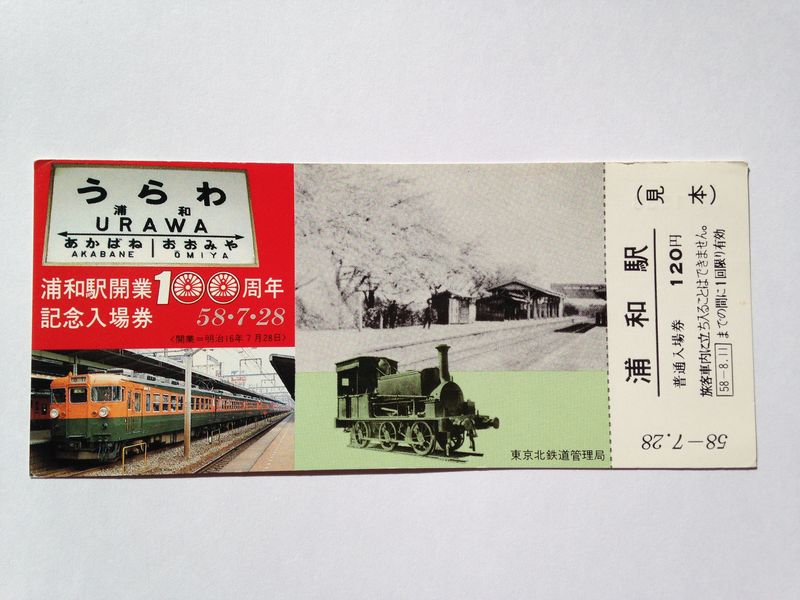 うらわ
浦 和
URAWA
あかばね おおみや
AKABANE ŌMIYA
浦和駅開業100周年
記念入場券 58・7・28
〈開業=明治16年7月28日〉
東京北鉄道管理局
(見本)
浦和駅
普通入場券 120円
旅客車内に立ち入ることはできません。
58-8.11 までの間に1回限り有効
58-7.28